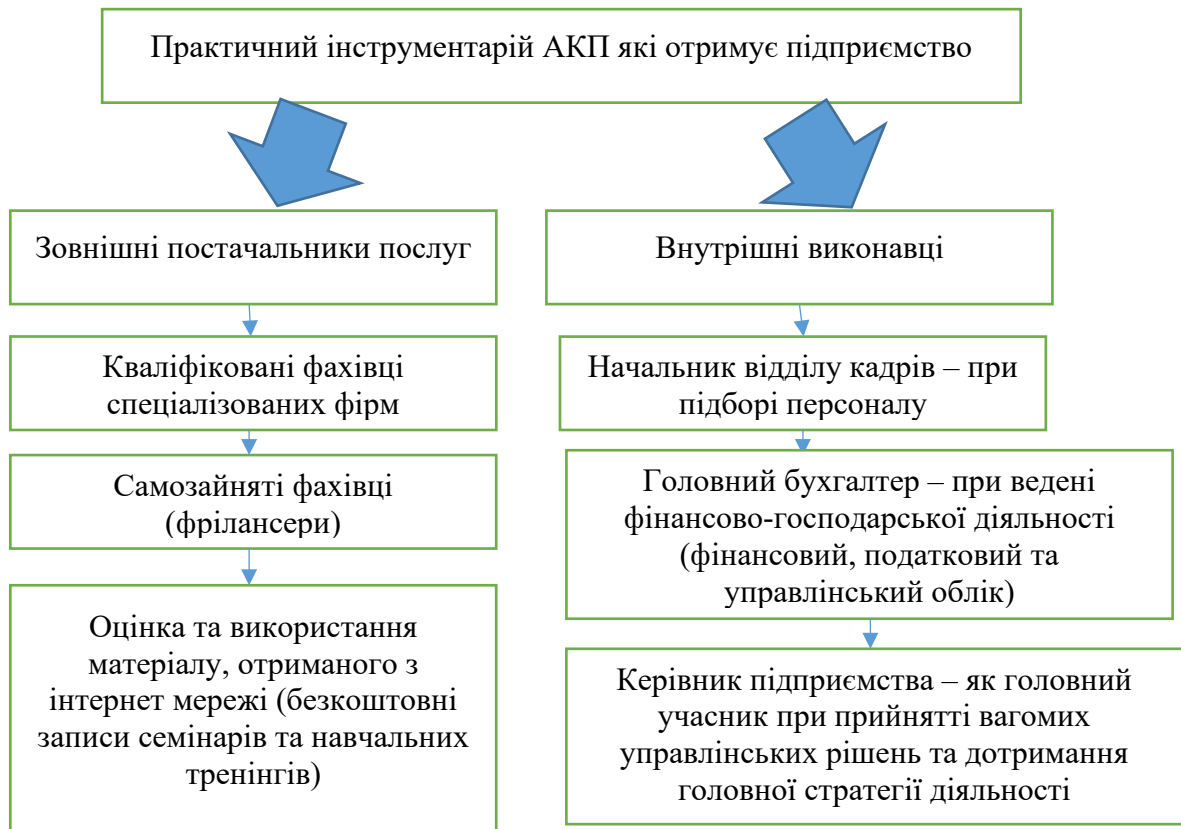 Практичний інструментарій АКП які отримує підприємство
Зовнішні постачальники послуг
Внутрішні виконавці
Кваліфіковані фахівці
спеціалізованих фірм
Начальник відділу кадрів – при
підборі персоналу
Самозайняті фахівці
(фрілансери)
Головний бухгалтер – при ведені
фінансово-господарської діяльності
(фінансовий, податковий та
управлінський облік)
Оцінка та використання
матеріалу, отриманого з
інтернет мережі (безкоштовні
записи семінарів та навчальних
тренінгів)
Керівник підприємства – як головний
учасник при прийнятті вагомих
управлінських рішень та дотримання
головної стратегії діяльності